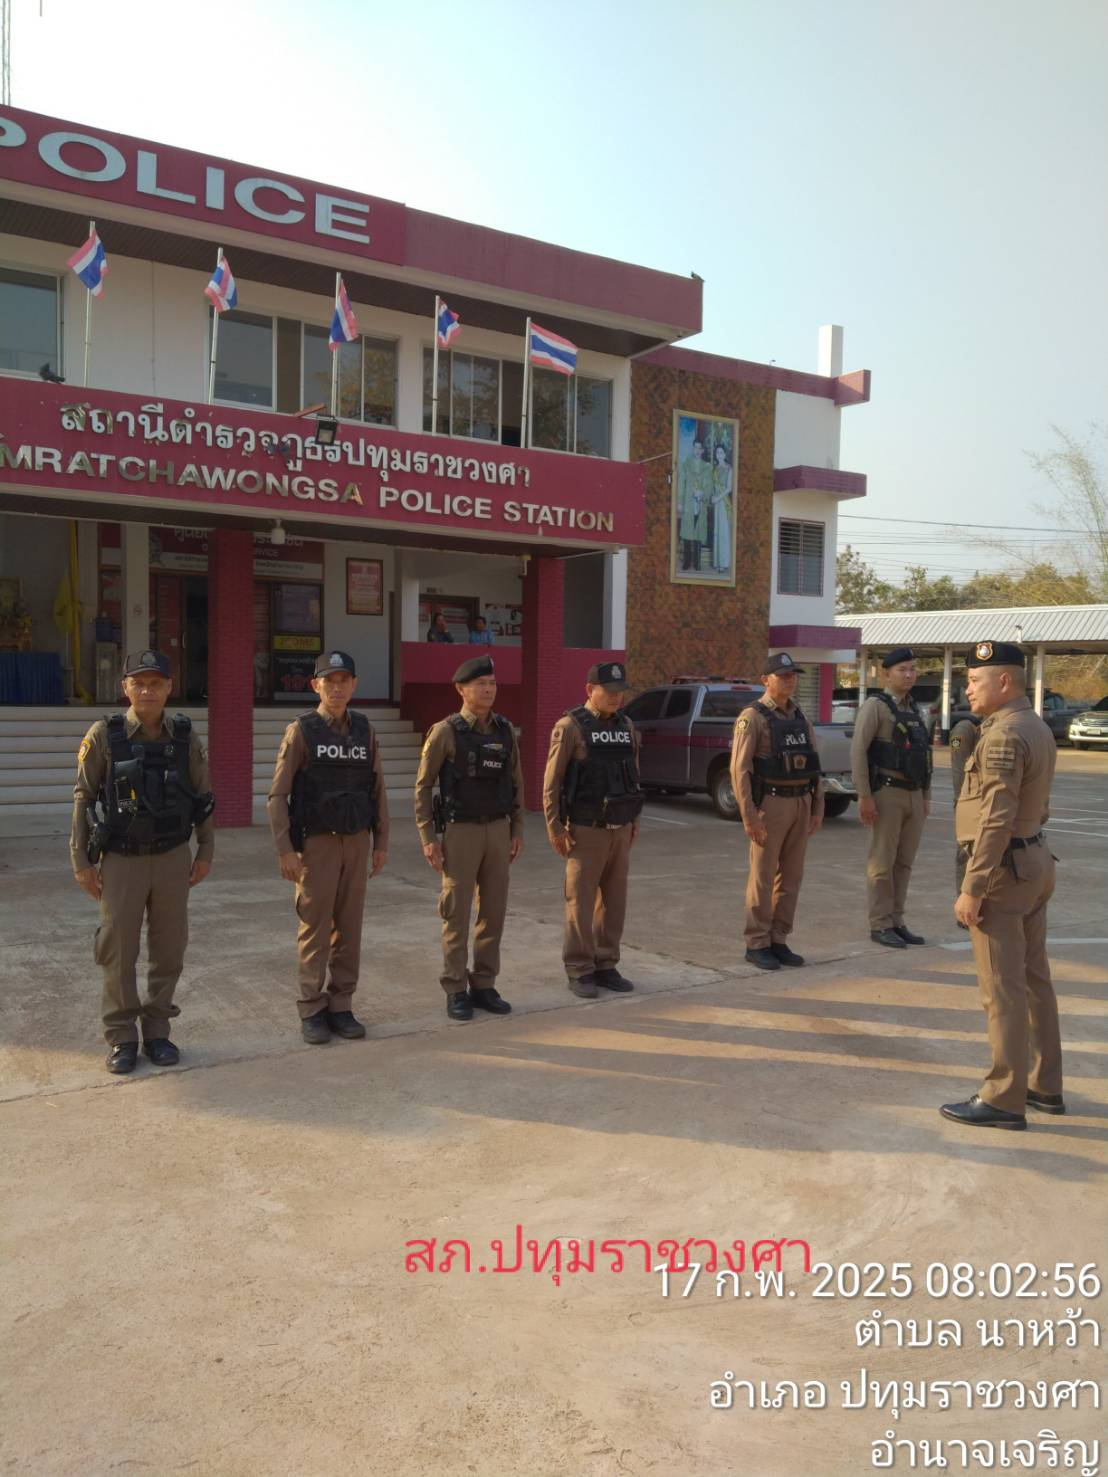 POLICE
สถานีตำรวจภูธรปทุมราชวงศา
MRATCHAWONGSA POLICE STATION
POLICE
POLICE
POLICE
POLICE
สภ.ปทุมราชวงศา
17 ก.พ. 2025 08:02:56
ตำบล นาหว้า
อำเภอ ปทุมราชวงศา
อำนาจเจริญ